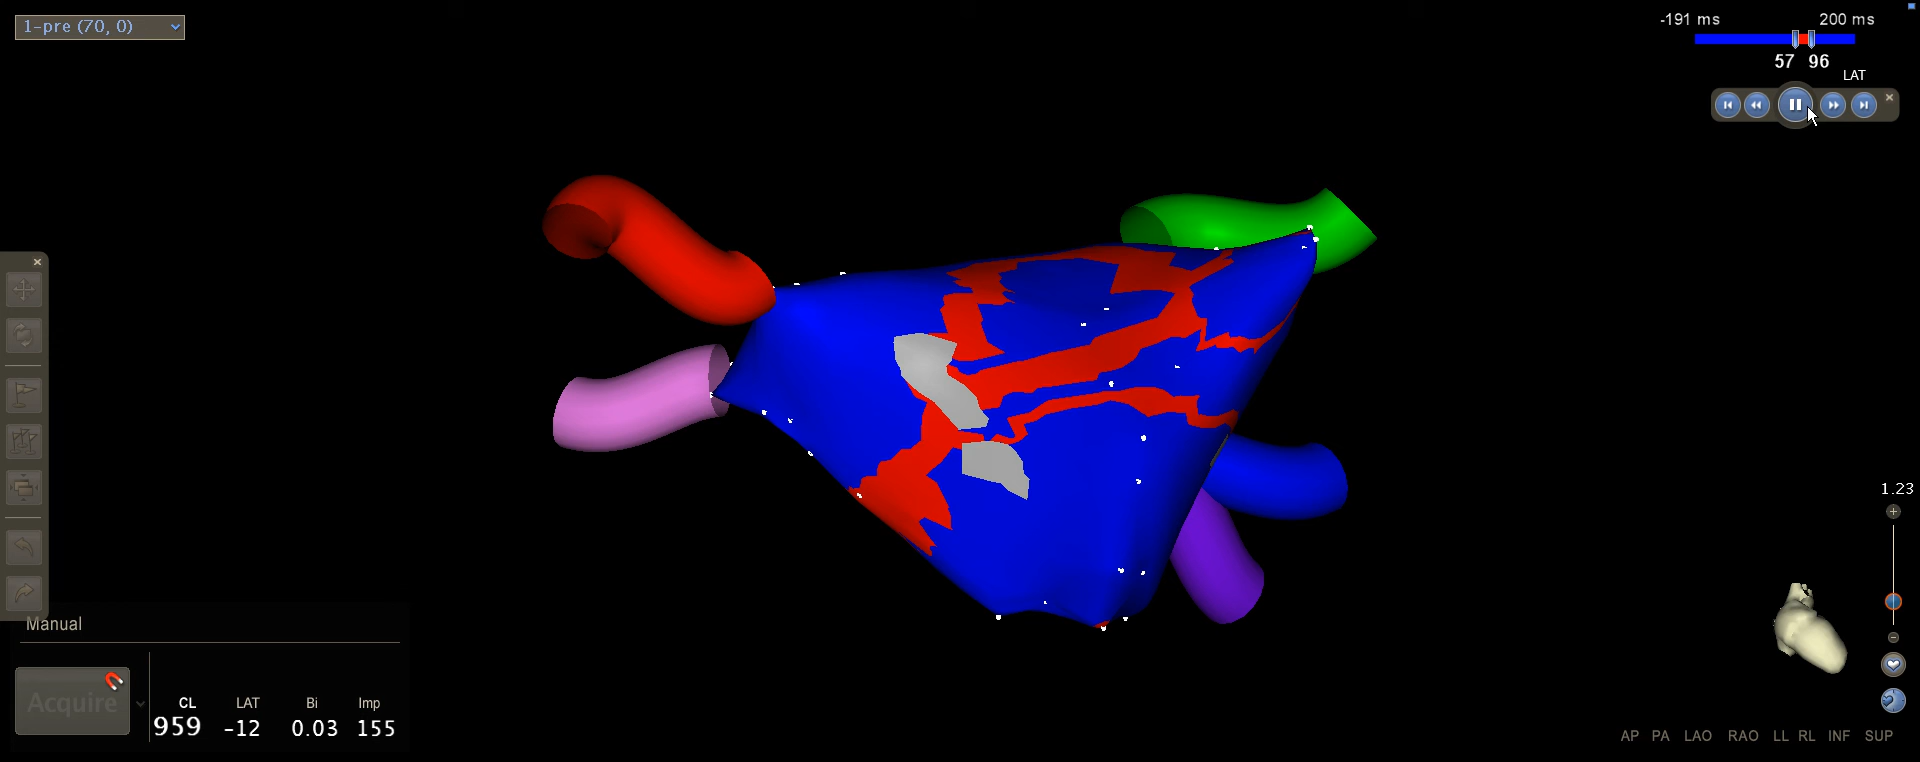 1-pre (70, 0)
-191 ms 200 ms
57 96
LAT
1.23
Manual
Acquire
CL LAT Bi Imp
959 -12 0.03 155
AP PA LAO RAO LL RL INF SUP